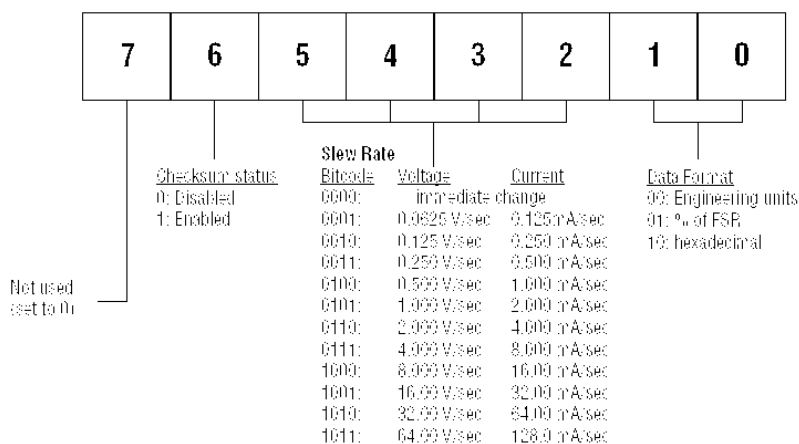 7 6 5 4 3 2 1 0
Checksum status
0: Disabled
1: Enabled
Not used
(set to 0)
Slew Rate
Bitcode Voltage Current
0000: immediate change
0001: 0.0625 V/sec 0.125mA/sec
0010: 0.125 V/sec 0.250 mA/sec
0011: 0.250 V/sec 0.500 mA/sec
0100: 0.500 V/sec 1.000 mA/sec
0101: 1.000 V/sec 2.000 mA/sec
0110: 2.000 V/sec 4.000 mA/sec
0111: 4.000 V/sec 8.000 mA/sec
1000: 8.000 V/sec 16.00 mA/sec
1001: 16.00 V/sec 32.00 mA/sec
1010: 32.00 V/sec 64.00 mA/sec
1011: 64.00 V/sec 128.0 mA/sec
Data Format
00: Engineering units
01: % of FSR
10: hexadecimal